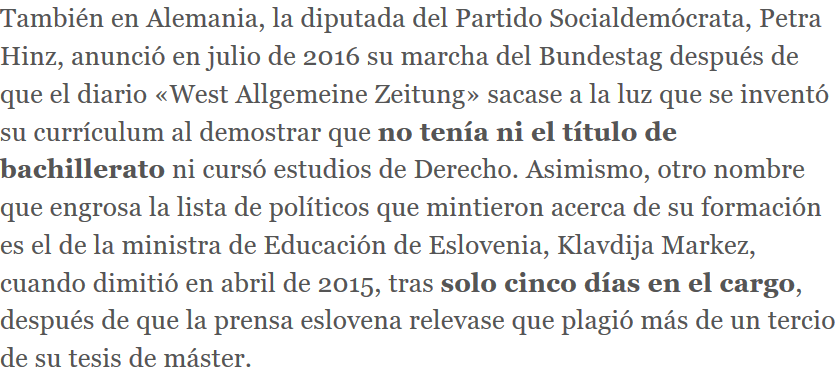 También en Alemania, la diputada del Partido Socialdemócrata, Petra
Hinz, anunció en julio de 2016 su marcha del Bundestag después de
que el diario «West Allgemeine Zeitung» sacase a la luz que se inventó
su currículum al demostrar que no tenía ni el título de
bachillerato ni cursó estudios de Derecho. Asimismo, otro nombre
que engrosa la lista de políticos que mintieron acerca de su formación
es el de la ministra de Educación de Eslovenia, Klavdija Markez,
cuando dimitió en abril de 2015, tras solo cinco días en el cargo,
después de que la prensa eslovena relevase que plagió más de un tercio
de su tesis de máster.